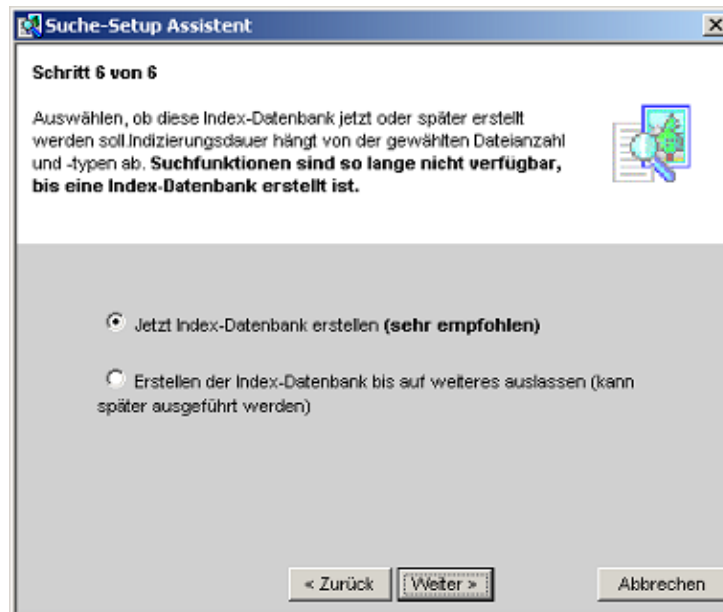 Suche-Setup Assistent
Schritt 6 von 6
Auswählen, ob diese Index-Datenbank jetzt oder später erstellt
werden soll.Indizierungsdauer hängt von der gewählten Dateianzahl
und -typen ab. Suchfunktionen sind so lange nicht verfügbar,
bis eine Index-Datenbank erstellt ist.
Jetzt Index-Datenbank erstellen (sehr empfohlen)
Erstellen der Index-Datenbank bis auf weiteres auslassen (kann
später ausgeführt werden)
« Zurück Weiter » Abbrechen